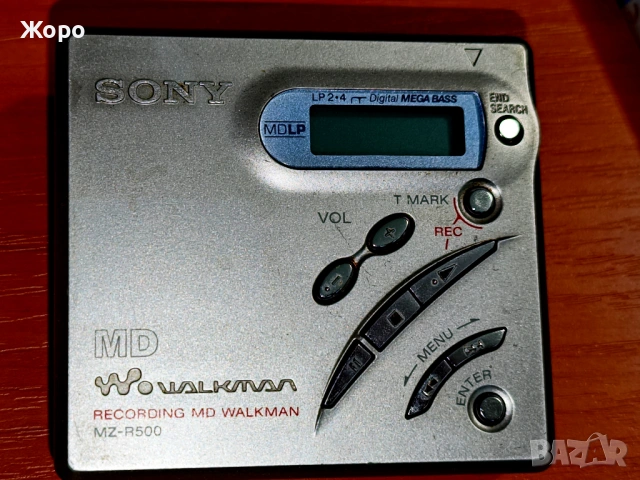 Жоро
SONY
LP 2•4 Digital MEGA BASS
MDLP
END
SEARCH
T MARK
VOL
REC
+
-
MENU
ENTER
MD
WALKMAN
RECORDING MD WALKMAN
MZ-R500
BAZAR